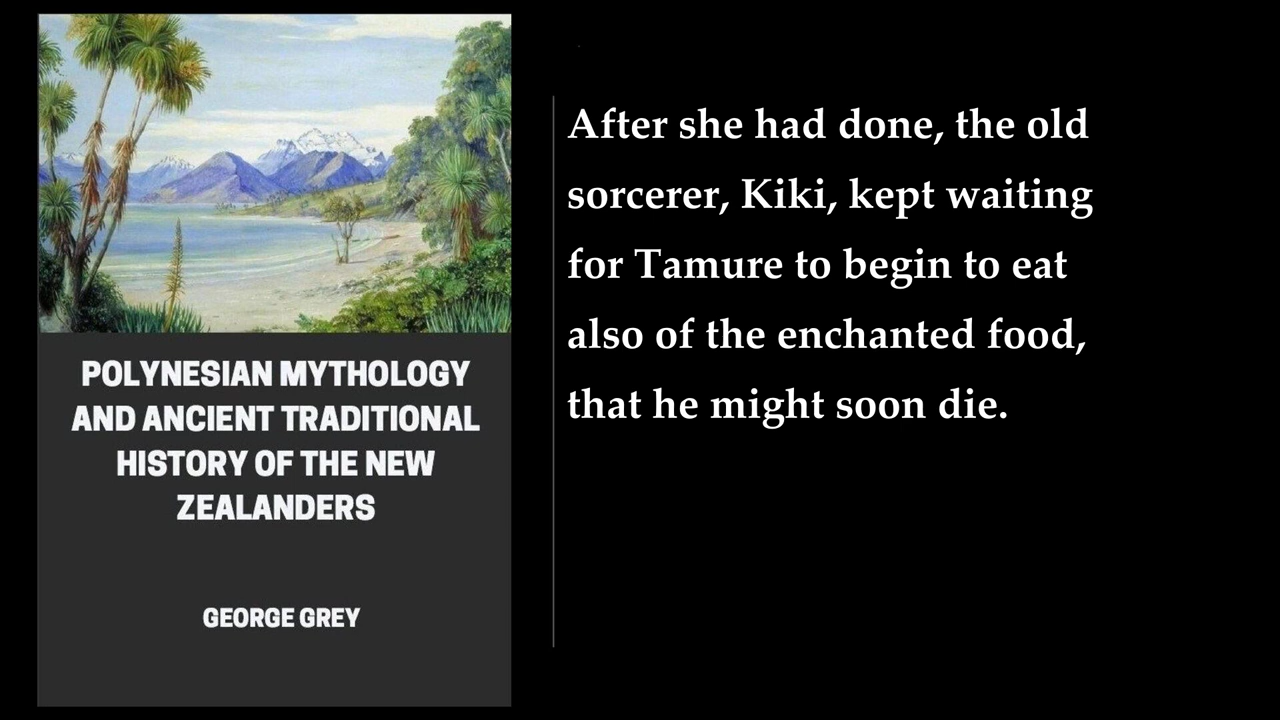 POLYNESIAN MYTHOLOGY
AND ANCIENT TRADITIONAL
HISTORY OF THE NEW
ZEALANDERS
GEORGE GREY
After she had done, the old
sorcerer, Kiki, kept waiting
for Tamure to begin to eat
also of the enchanted food,
that he might soon die.